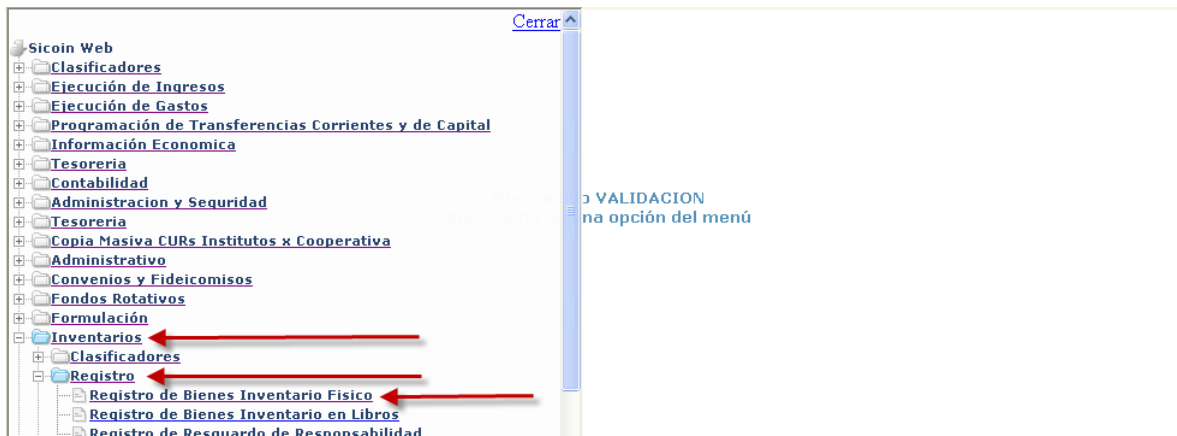 Cerrar
Sicoin Web
Clasificadores
Ejecución de Ingresos
Ejecución de Gastos
Programación de Transferencias Corrientes y de Capital
Información Economica
Tesoreria
Contabilidad
Administracion y Seguridad
Tesoreria
Copia Masiva CURs Institutos x Cooperativa
Administrativo
Convenios y Fideicomisos
Fondos Rotativos
Formulación
Inventarios
Clasificadores
Registro
Registro de Bienes Inventario Fisico
Registro de Bienes Inventario en Libros
Registro de Resguardo de Responsabilidad
VALIDACION
na opción del menú